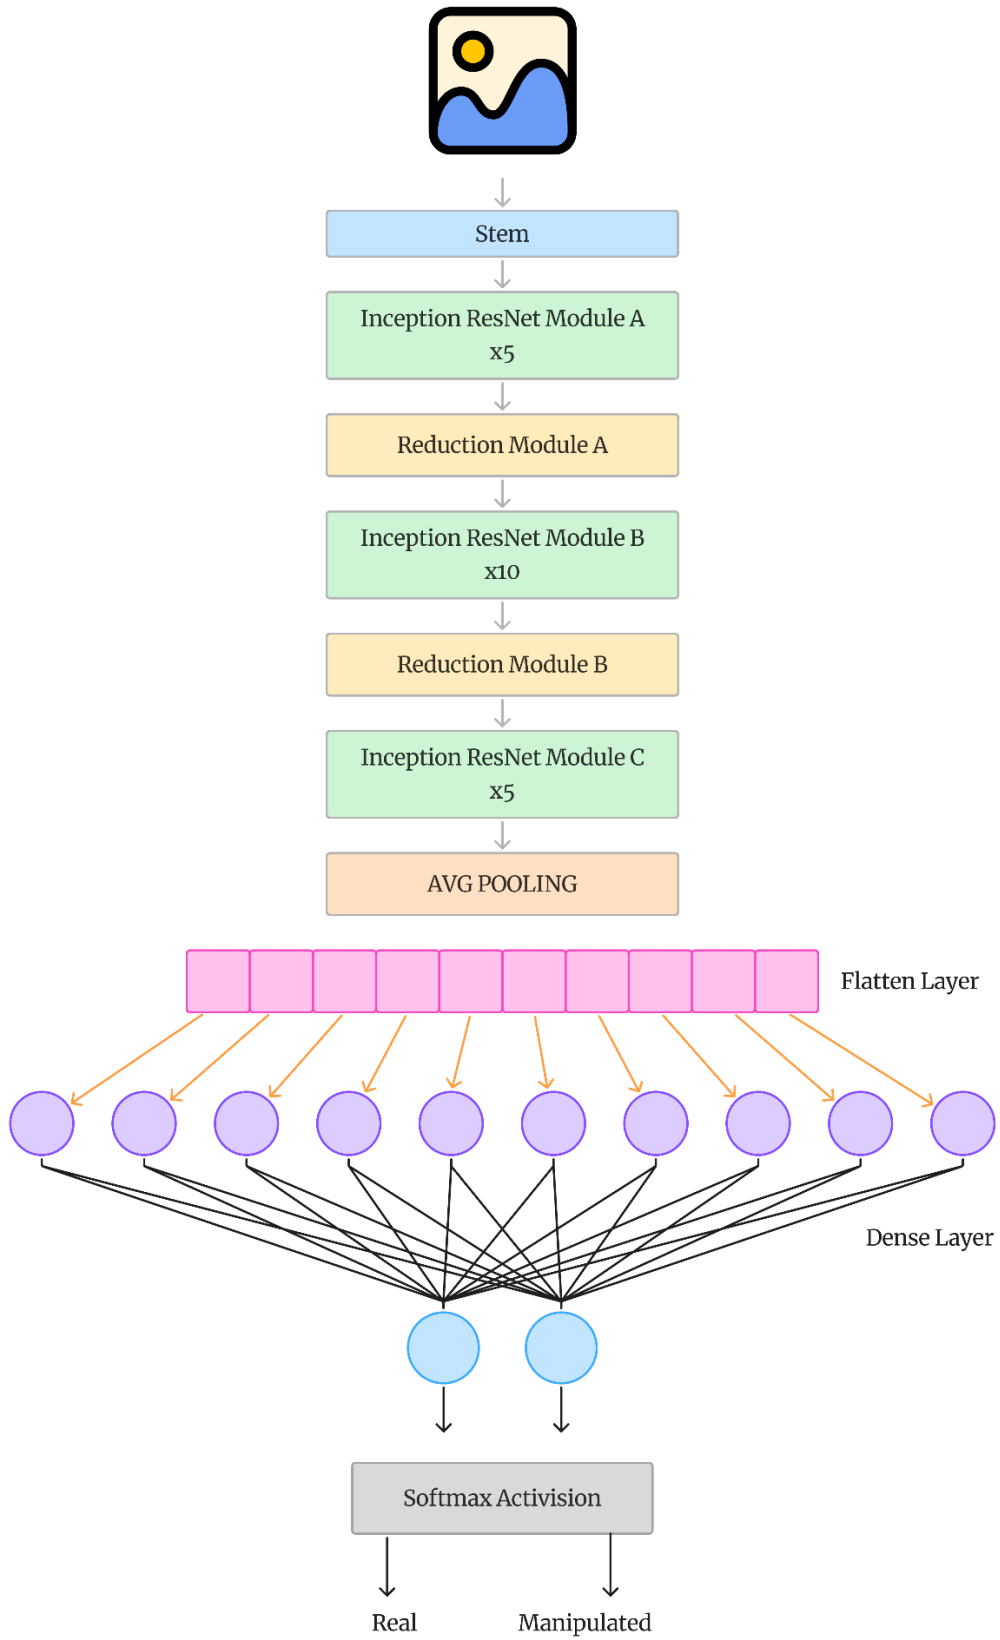 Stem
Inception ResNet Module A
x5
Reduction Module A
Inception ResNet Module B
x10
Reduction Module B
Inception ResNet Module C
x5
AVG POOLING
Flatten Layer
Dense Layer
Softmax Activision
Real
Manipulated